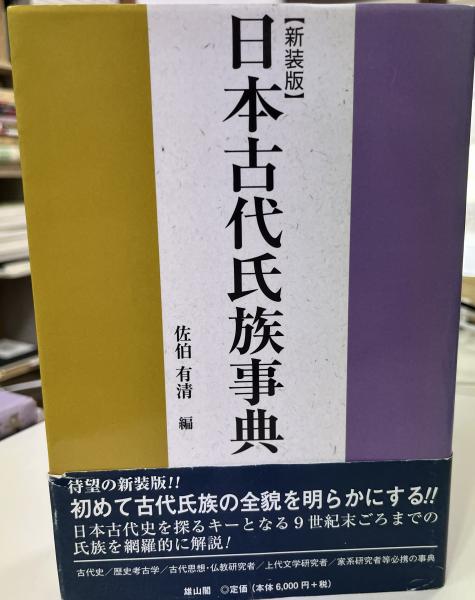 【新装版】
日本古代氏族事典
佐伯 有清 編
待望の新装版!!
初めて古代氏族の全貌を明らかにする!!
日本古代史を探るキーとなる9世紀末ごろまでの
氏族を網羅的に解説!
古代史/歴史考古学/古代思想・仏教研究者/上代文学研究者/家系研究者等必携の事典
雄山閣 ◎定価(本体6,000円+税)